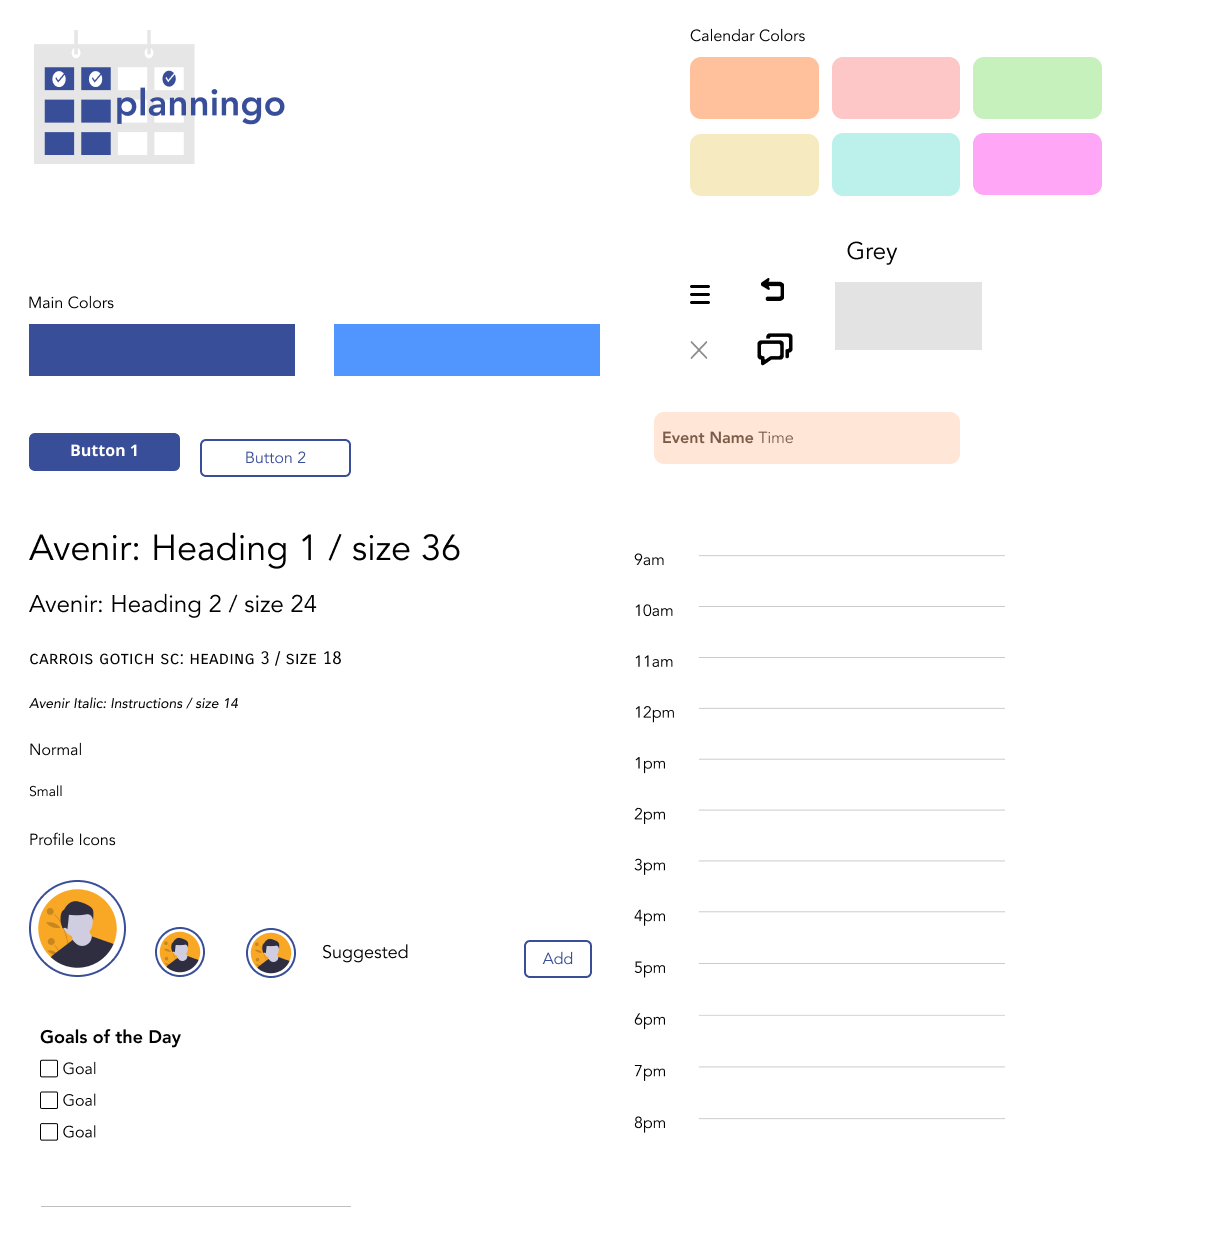 planningo
Main Colors
Button 1
Button 2
Avenir: Heading 1 / size 36
Avenir: Heading 2 / size 24
CARROIS GOTICH SC: HEADING 3 / SIZE 18
Avenir Italic: Instructions / size 14
Normal
Small
Profile Icons
Suggested
Add
Goals of the Day
Goal
Goal
Goal
Calendar Colors
Grey
Event Name Time
9am
10am
11am
12pm
1pm
2pm
3pm
4pm
5pm
6pm
7pm
8pm